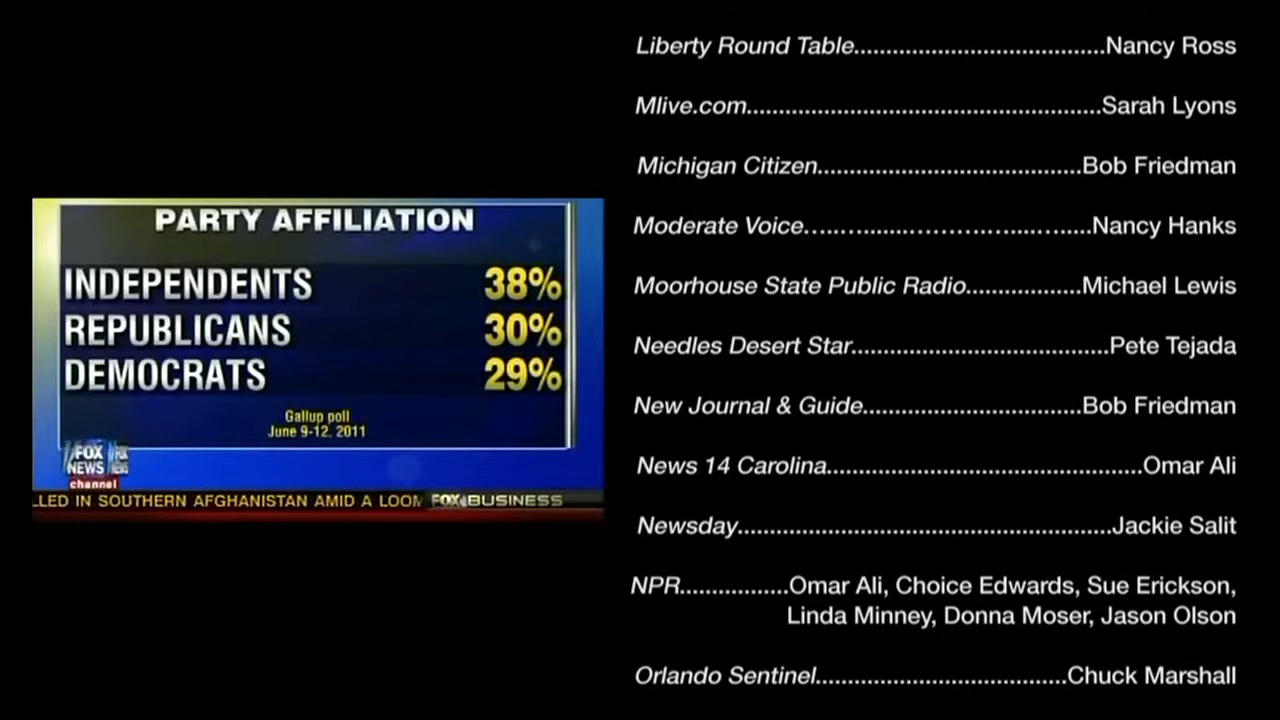 PARTY AFFILIATION
INDEPENDENTS 38%
REPUBLICANS 30%
DEMOCRATS 29%
Gallup poll
June 9-12, 2011
FOX
NEWS
channel
LLED IN SOUTHERN AFGHANISTAN AMID A LOOM FOX BUSINESS
Liberty Round Table.................................Nancy Ross
Mlive.com..............................................Sarah Lyons
Michigan Citizen..................................Bob Friedman
Moderate Voice.....................................Nancy Hanks
Moorhouse State Public Radio...............Michael Lewis
Needles Desert Star.................................Pete Tejada
New Journal & Guide............................Bob Friedman
News 14 Carolina.........................................Omar Ali
Newsday.................................................Jackie Salit
NPR.................Omar Ali, Choice Edwards, Sue Erickson,
Linda Minney, Donna Moser, Jason Olson
Orlando Sentinel................................Chuck Marshall